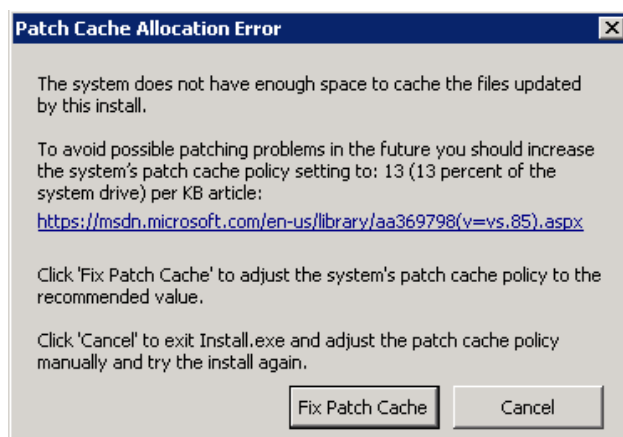 Patch Cache Allocation Error
The system does not have enough space to cache the files updated
by this install.
To avoid possible patching problems in the future you should increase
the system's patch cache policy setting to: 13 (13 percent of the
system drive) per KB article:
https://msdn.microsoft.com/en-us/library/aa369798(v=vs.85).aspx
Click 'Fix Patch Cache' to adjust the system's patch cache policy to the
recommended value.
Click 'Cancel' to exit Install.exe and adjust the patch cache policy
manually and try the install again.
Fix Patch Cache Cancel